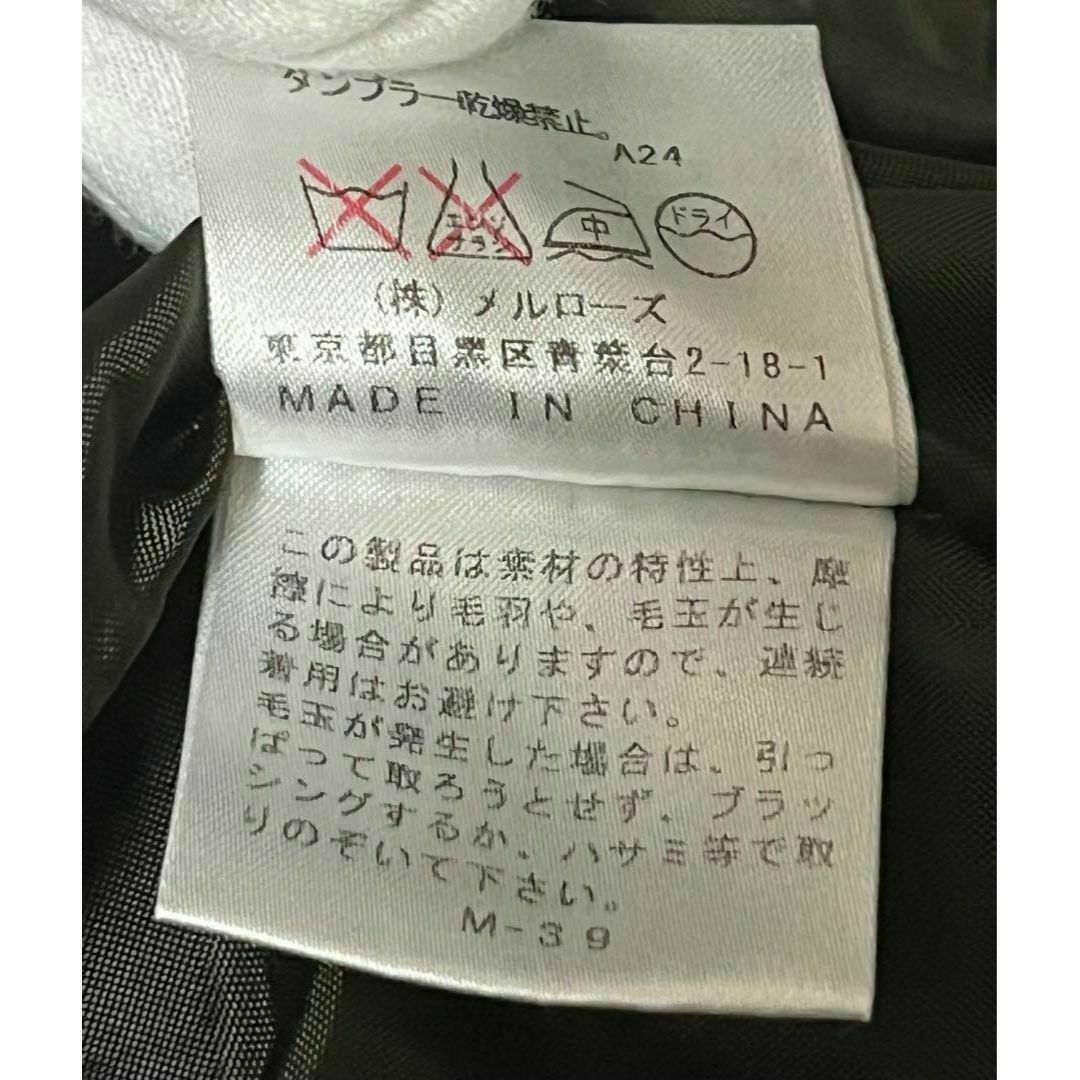 タンブラー乾燥禁止。
A24
エンソ
サラシ
中
ドライ
(株)メルローズ
東京都目黒区青葉台2-18-1
MADE IN CHINA
この製品は素材の特性上、摩
擦により毛羽や、毛玉が生じ
る場合がありますので、連続
着用はお避け下さい。
毛玉が発生した場合は、引っ
ぱって取ろうとせず、ブラッ
シングするか、ハサミ等で取
りのぞいて下さい。
M-39